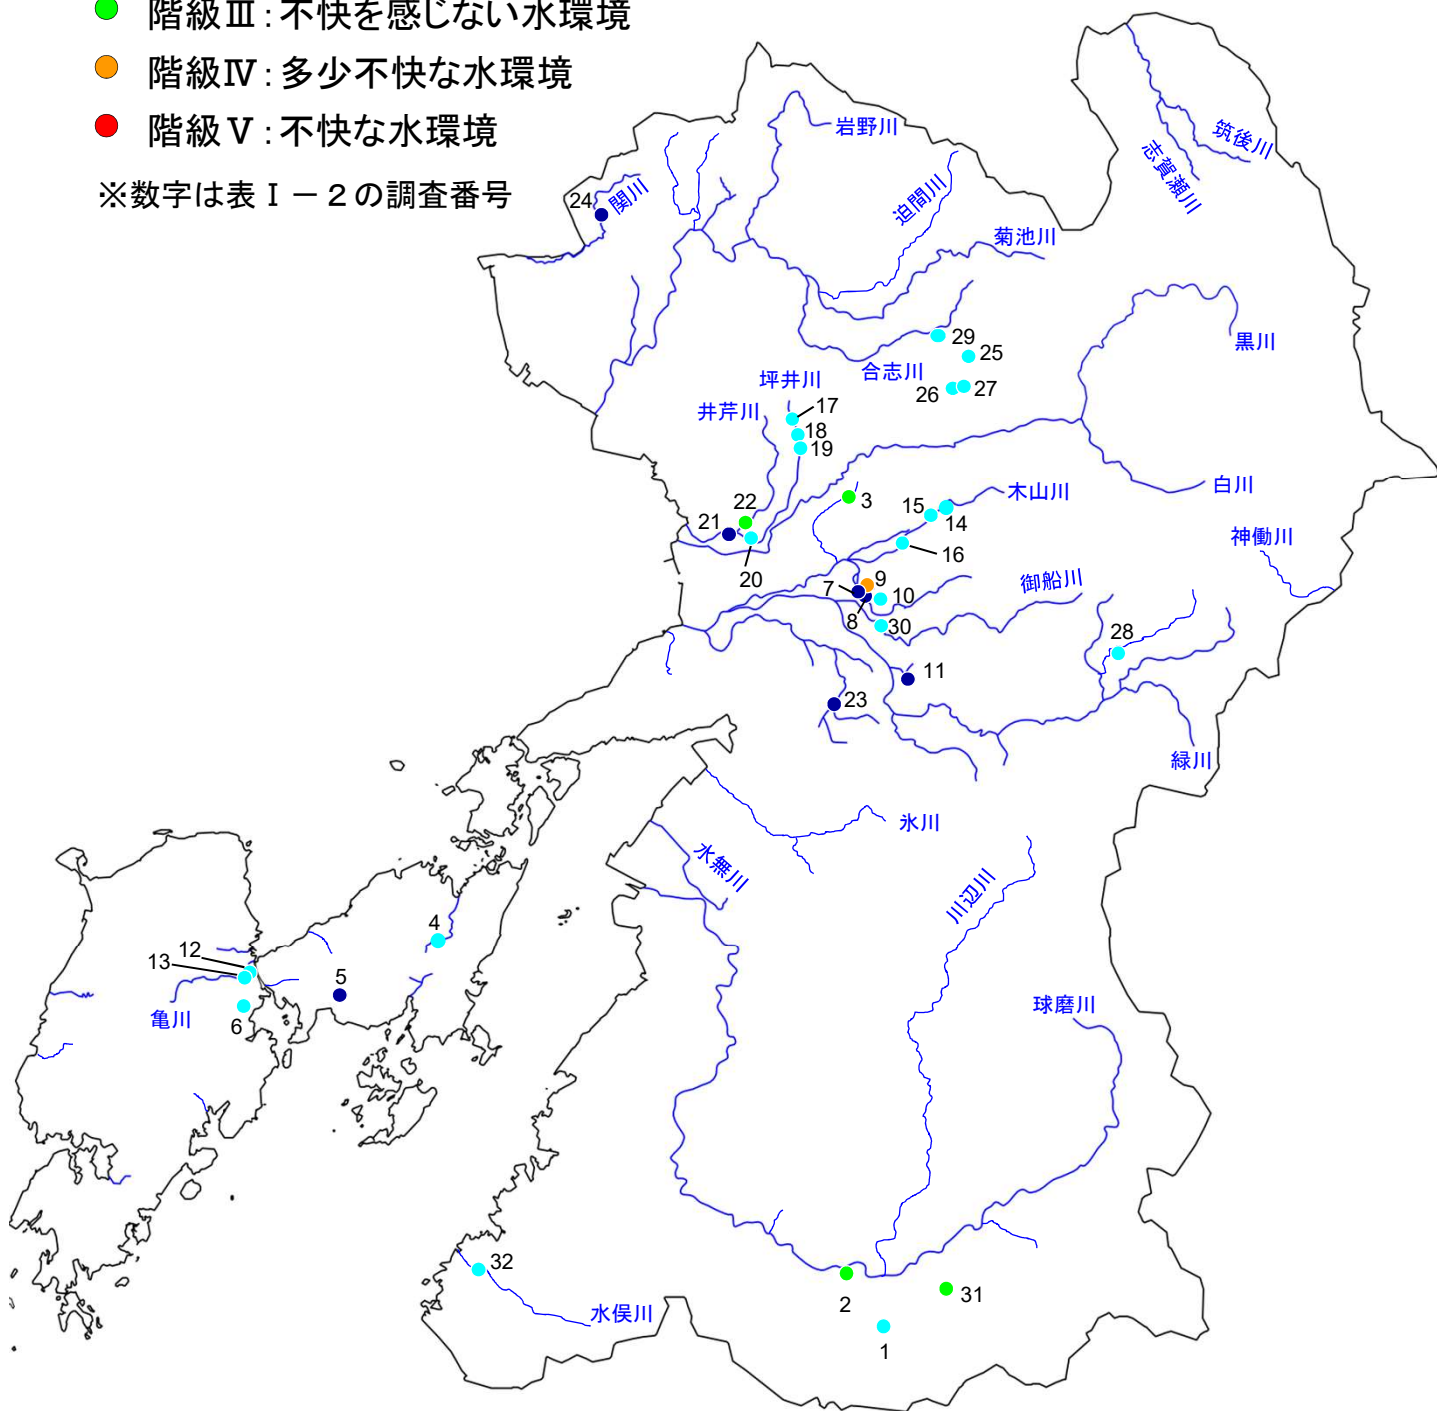 階級Ⅲ：不快を感じない水環境
階級Ⅳ：多少不快な水環境
階級Ⅴ：不快な水環境
※数字は表Ⅰ－２の調査番号
岩野川
筑後川
志賀瀬川
迫間川
関川
24
菊池川
黒川
29
25
合志川
26
27
坪井川
井芹川
17
18
19
白川
木山川
3
15
14
22
21
20
16
神働川
御船川
9
7
10
8
30
28
11
23
緑川
氷川
水無川
川辺川
4
12
13
5
6
亀川
球磨川
32
水俣川
2
31
1